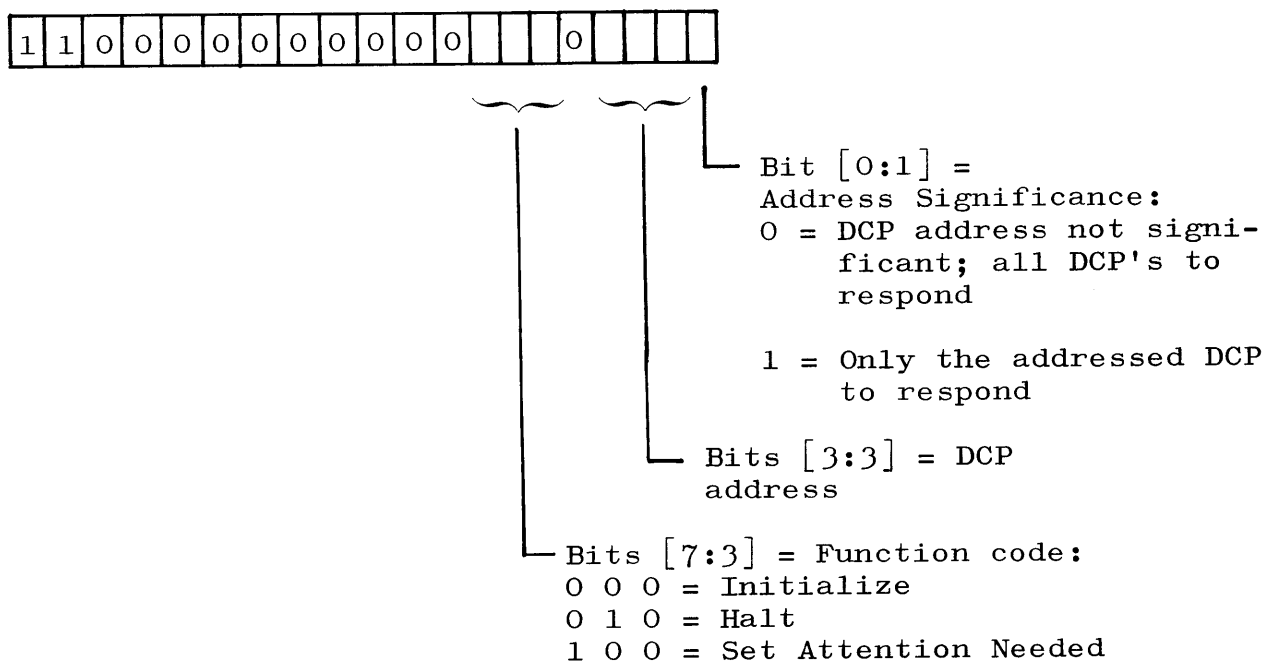 1 1 0 0 0 0 0 0 0 0 0 0 0
Bit [0:1] =
Address Significance:
0 = DCP address not signi-
ficant; all DCP's to
respond
1 = Only the addressed DCP
to respond
Bits [3:3] = DCP
address
Bits [7:3] = Function code:
0 0 0 = Initialize
0 1 0 = Halt
1 0 0 = Set Attention Needed